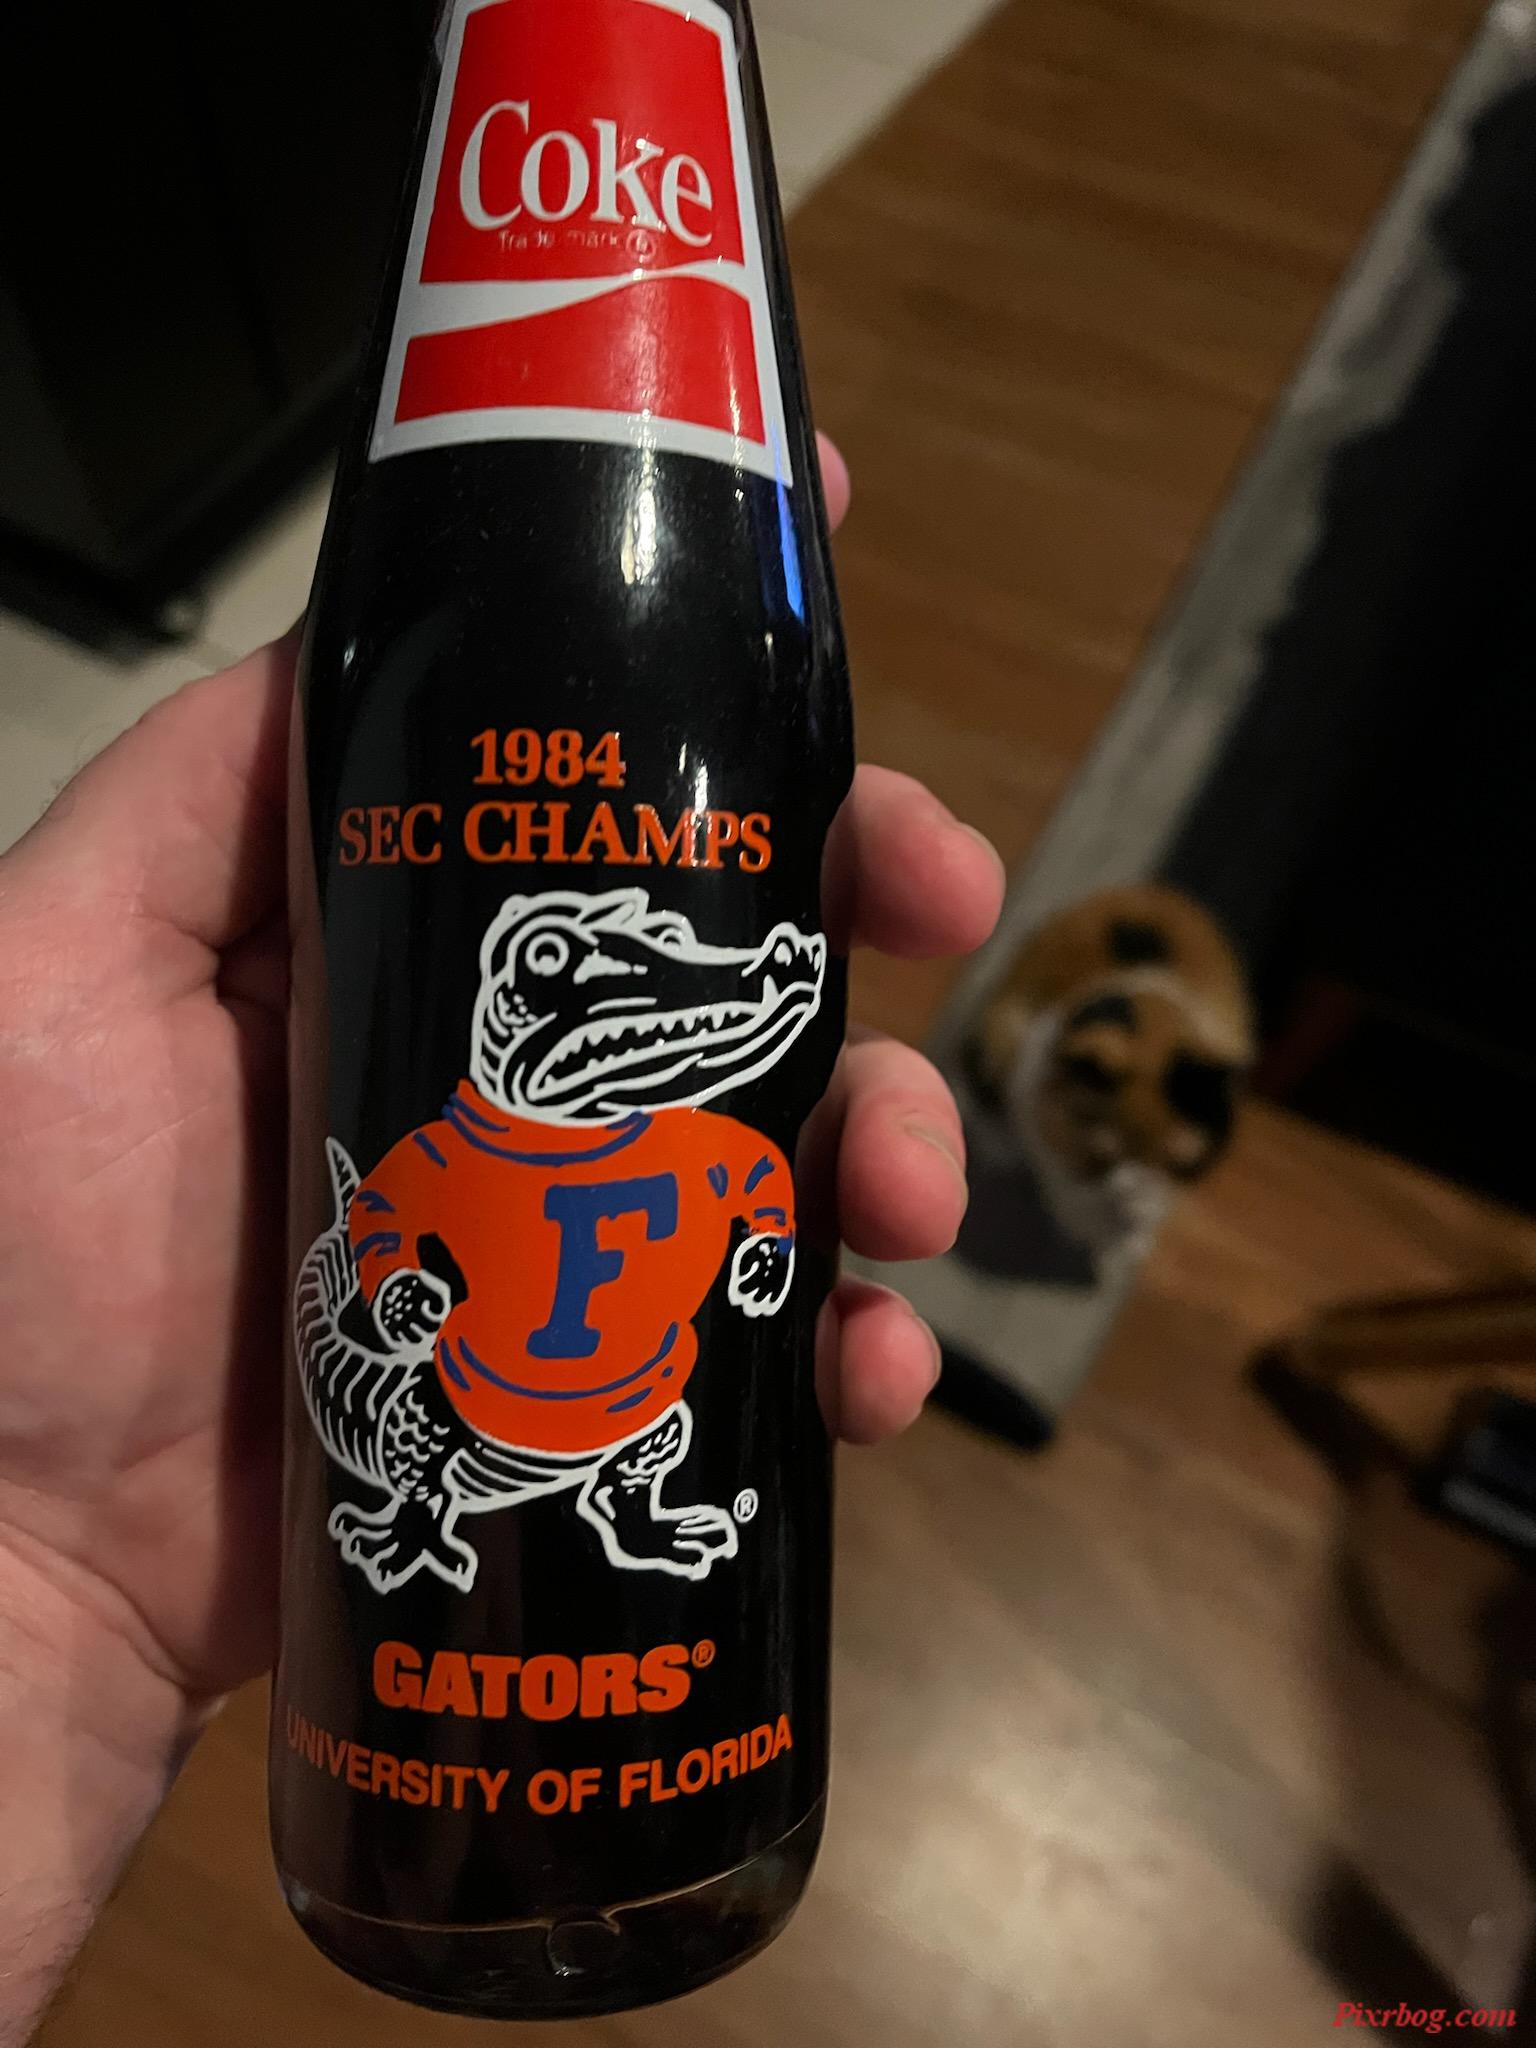 Coke
Trade-mark ®
1984
SEC CHAMPS
F
®
GATORS®
UNIVERSITY OF FLORIDA
Pixrbog.com